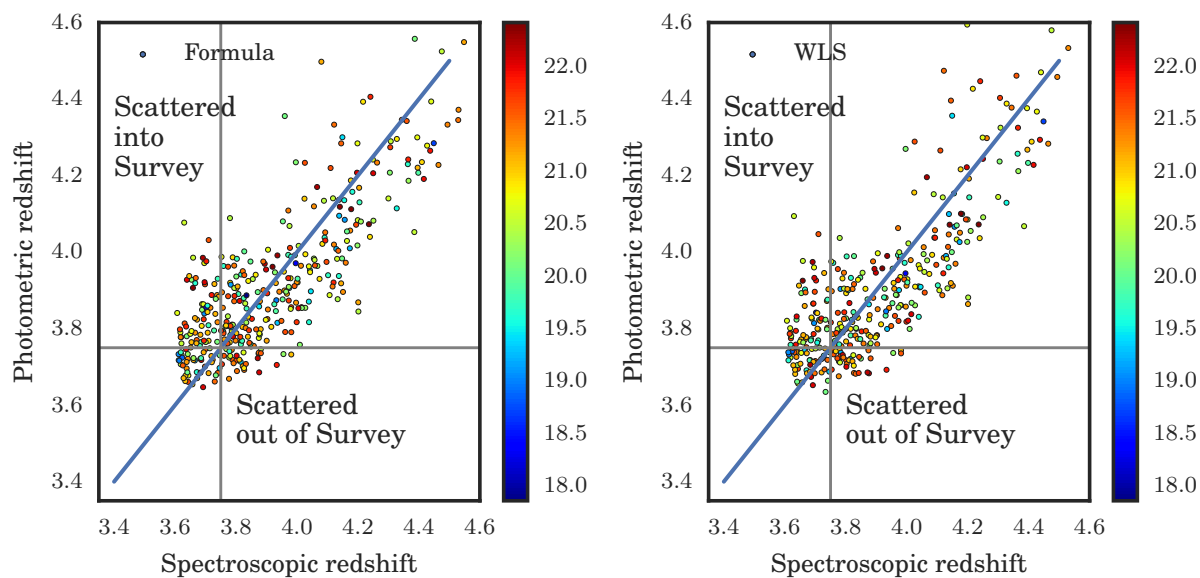 Formula
Scattered
into
Survey
Scattered
out of Survey
4.6
4.4
4.2
4.0
3.8
3.6
3.4
Photometric redshift
3.4 3.6 3.8 4.0 4.2 4.4 4.6
Spectroscopic redshift
22.0
21.5
21.0
20.5
20.0
19.5
19.0
18.5
18.0
WLS
Scattered
into
Survey
Scattered
out of Survey
4.6
4.4
4.2
4.0
3.8
3.6
3.4
Photometric redshift
3.4 3.6 3.8 4.0 4.2 4.4 4.6
Spectroscopic redshift
22.0
21.5
21.0
20.5
20.0
19.5
19.0
18.5
18.0